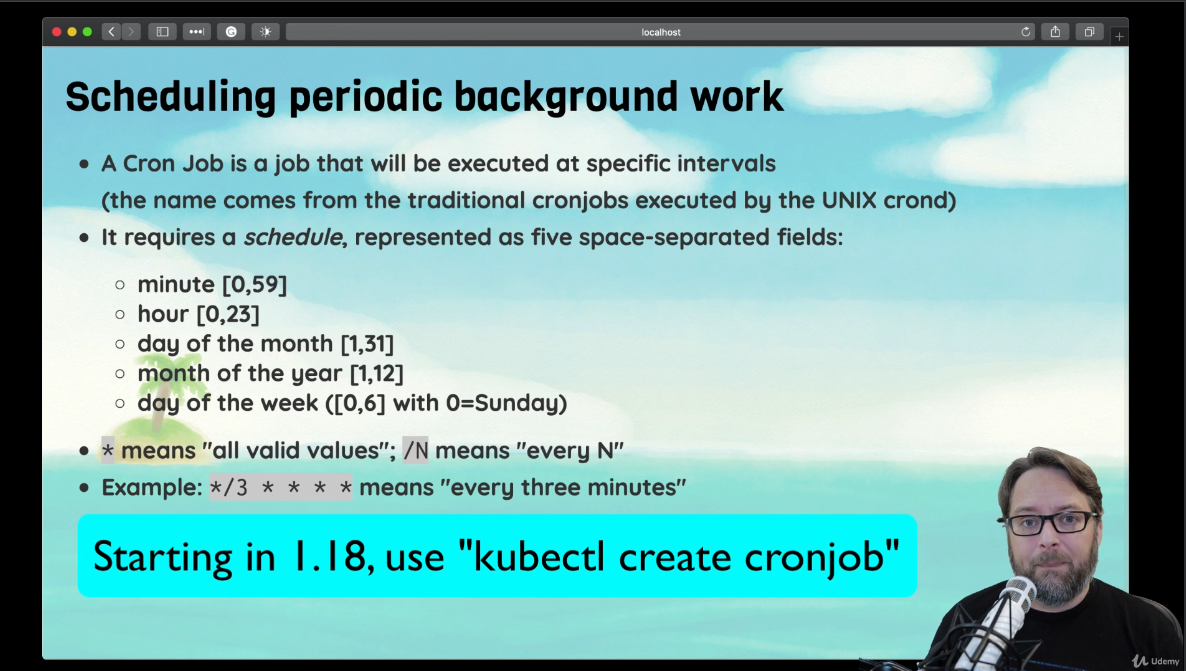 localhost
Scheduling periodic background work
• A Cron Job is a job that will be executed at specific intervals
(the name comes from the traditional cronjobs executed by the UNIX crond)
• It requires a schedule, represented as five space-separated fields:
◦ minute [0,59]
◦ hour [0,23]
◦ day of the month [1,31]
◦ month of the year [1,12]
◦ day of the week ([0,6] with 0=Sunday)
• * means "all valid values"; /N means "every N"
• Example: */3 * * * * means "every three minutes"
Starting in 1.18, use "kubectl create cronjob"
Udemy